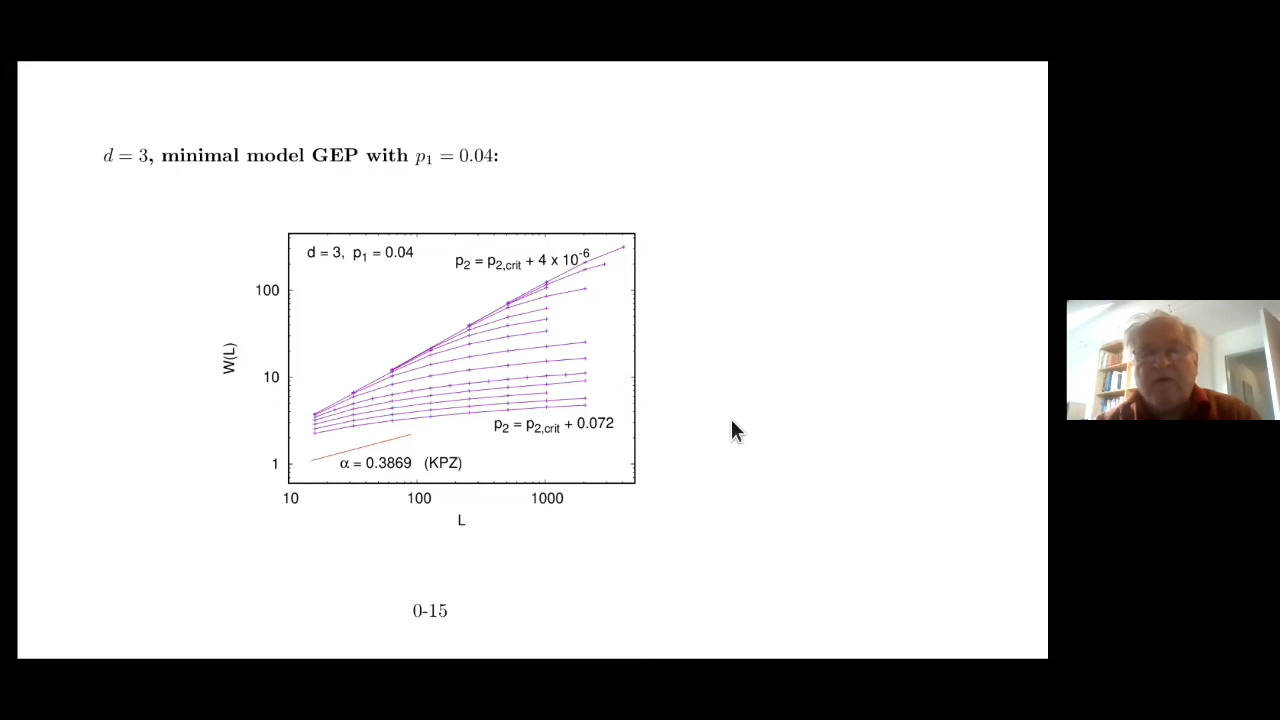 d = 3, minimal model GEP with p₁ = 0.04:
d = 3, p₁ = 0.04
p₂ = p₂,crit + 4 x 10⁻⁶
100
W(L)
10
p₂ = p₂,crit + 0.072
α = 0.3869 (KPZ)
1
10 100 1000
L
0-15